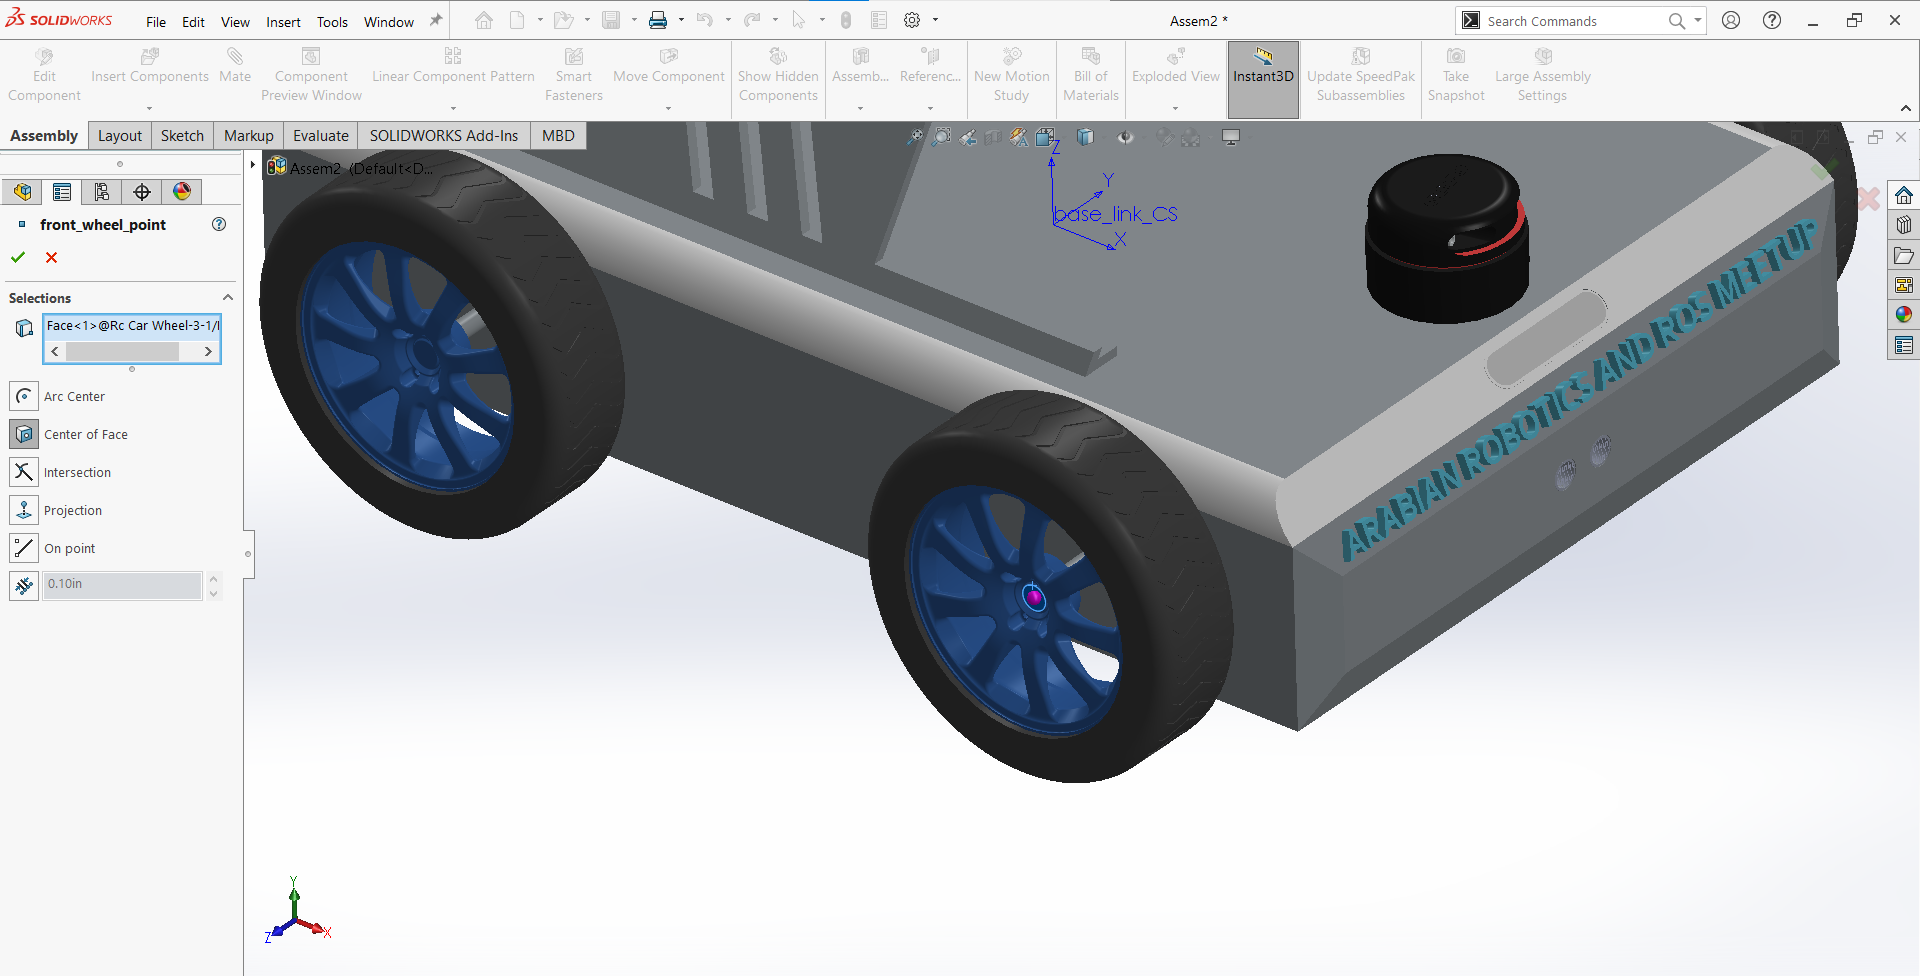 SOLIDWORKS
File Edit View Insert Tools Window
Assem2 *
Search Commands
Edit Component
Insert Components
Mate
Component Preview Window
Linear Component Pattern
Smart Fasteners
Move Component
Show Hidden Components
Assemb...
Referenc...
New Motion Study
Bill of Materials
Exploded View
Instant3D
Update SpeedPak Subassemblies
Take Snapshot
Large Assembly Settings
Assembly Layout Sketch Markup Evaluate SOLIDWORKS Add-Ins MBD
Assem2 (Default<D...
front_wheel_point
Selections
Face<1>@Rc Car Wheel-3-1/
Arc Center
Center of Face
Intersection
Projection
On point
0.10in
Z
Y
base_link_CS
X
ARABIAN ROBOTICS AND ROS MEETUP
Y
Z
X